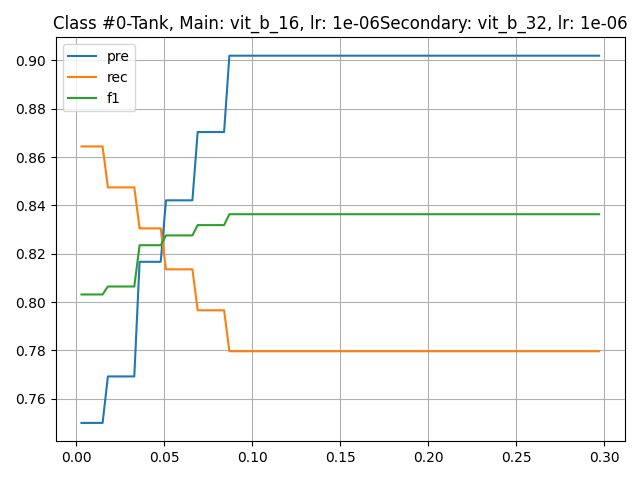 Class #0-Tank, Main: vit_b_16, lr: 1e-06Secondary: vit_b_32, lr: 1e-06
pre
rec
f1
0.90
0.88
0.86
0.84
0.82
0.80
0.78
0.76
0.00 0.05 0.10 0.15 0.20 0.25 0.30